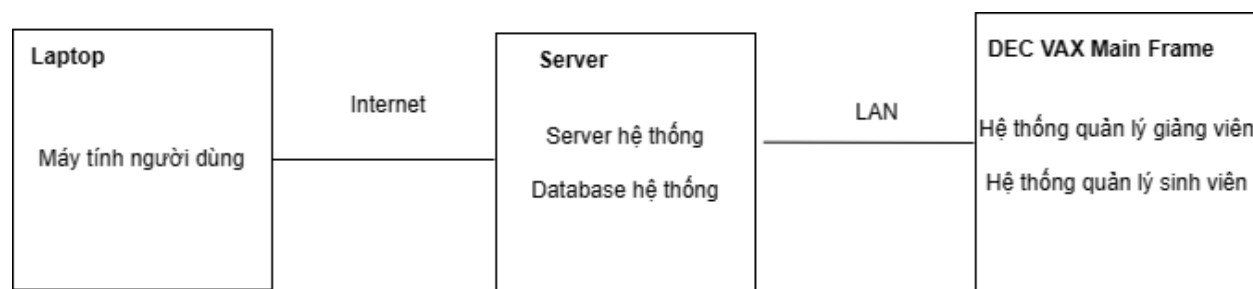 Laptop
Máy tính người dùng
Internet
Server
Server hệ thống
Database hệ thống
LAN
DEC VAX Main Frame
Hệ thống quản lý giảng viên
Hệ thống quản lý sinh viên